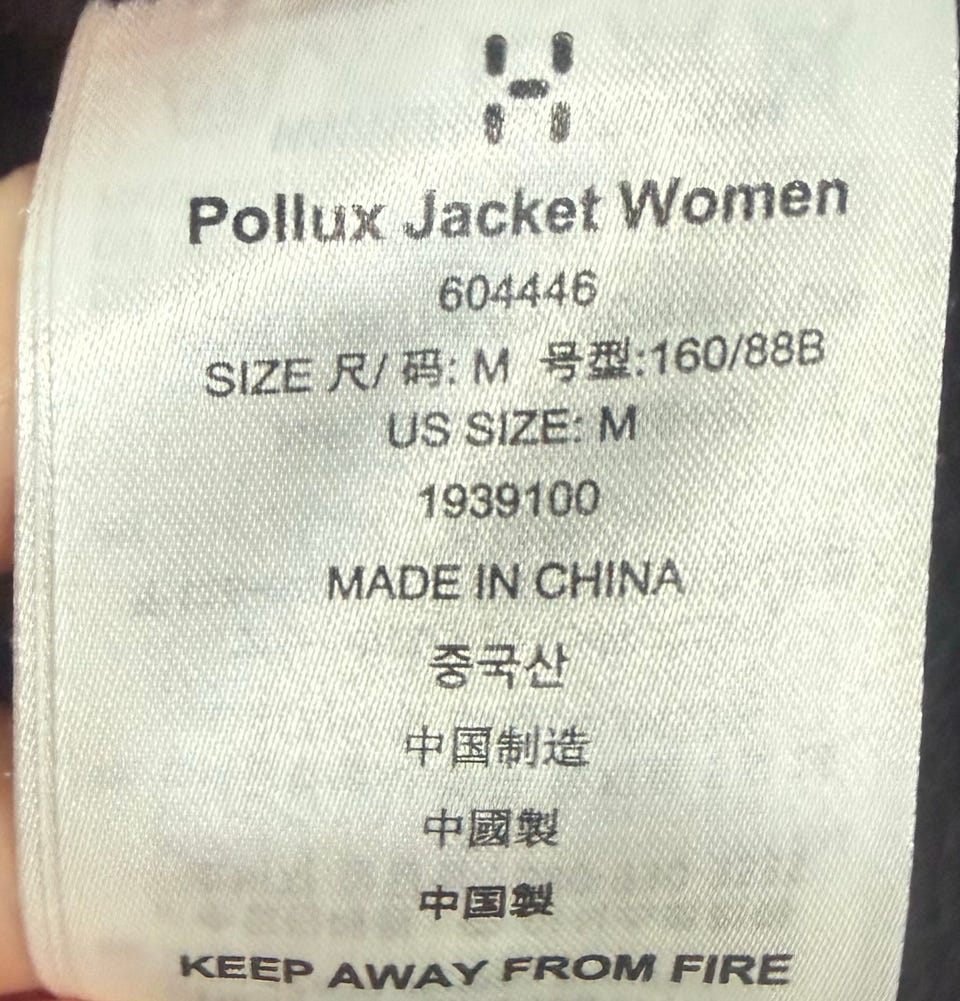 Pollux Jacket Women
604446
SIZE 尺/ 码: M 号型:160/88B
US SIZE: M
1939100
MADE IN CHINA
중국산
中国制造
中國製
中国製
KEEP AWAY FROM FIRE